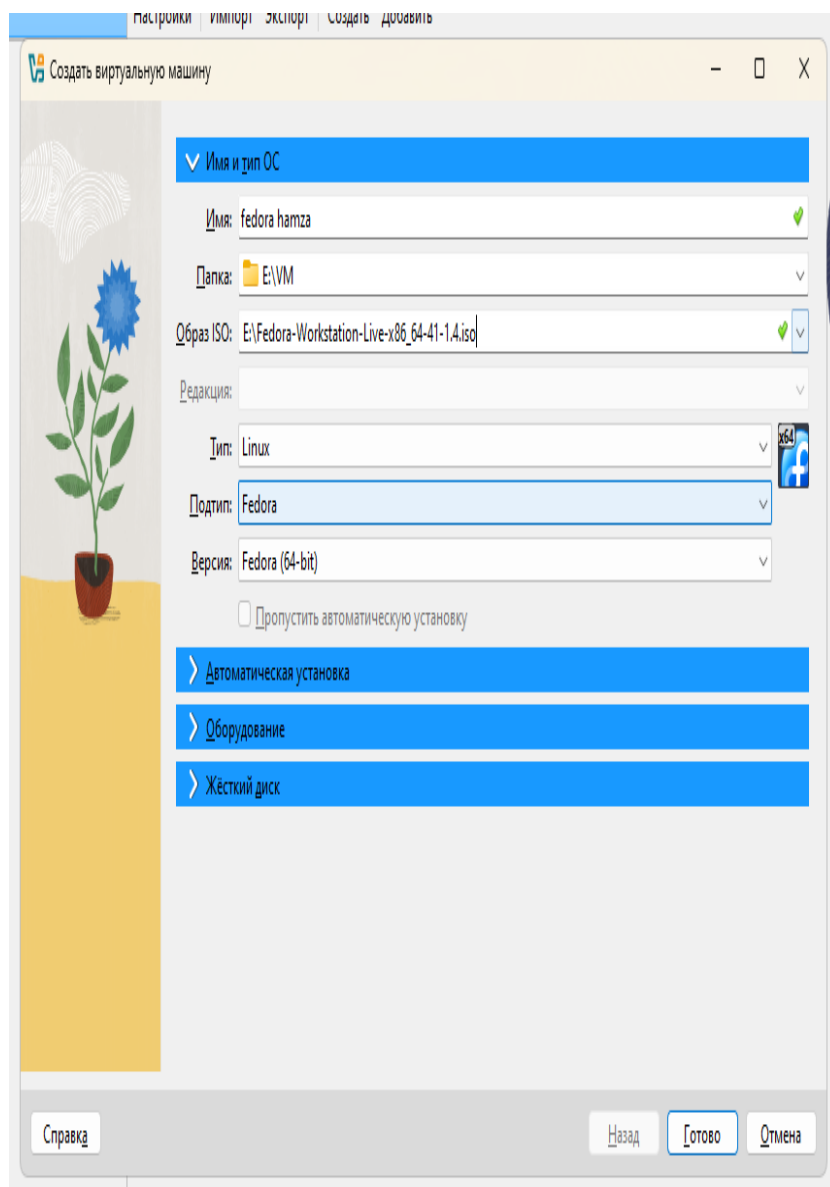 Настройки Импорт Экспорт Создать Добавить
Создать виртуальную машину
Имя и тип ОС
Имя: fedora hamza
Папка: E:\VM
Образ ISO: E:\Fedora-Workstation-Live-x86_64-41-1.4.iso
Редакция:
Тип: Linux
x64
Подтип: Fedora
Версия: Fedora (64-bit)
Пропустить автоматическую установку
Автоматическая установка
Оборудование
Жёсткий диск
Справка Назад Готово Отмена